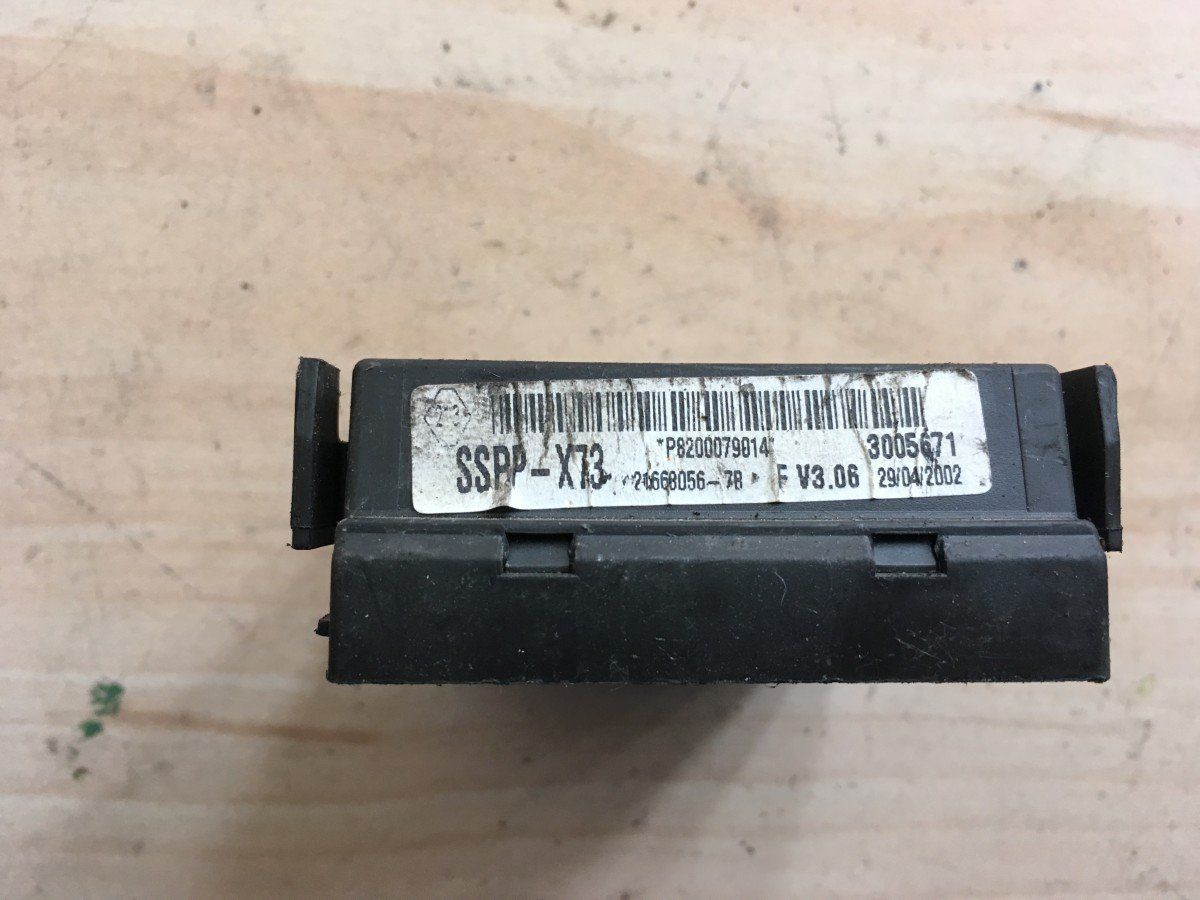 *P8200079014*
3005671
SSPP-X73
21668056-7B
F V3.06
29/04/2002